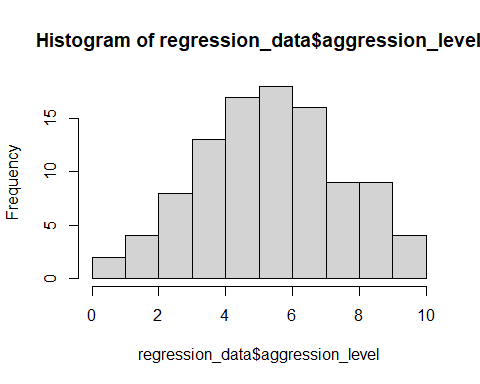 Histogram of regression_data$aggression_level
Frequency
15
10
5
0
0 2 4 6 8 10
regression_data$aggression_level